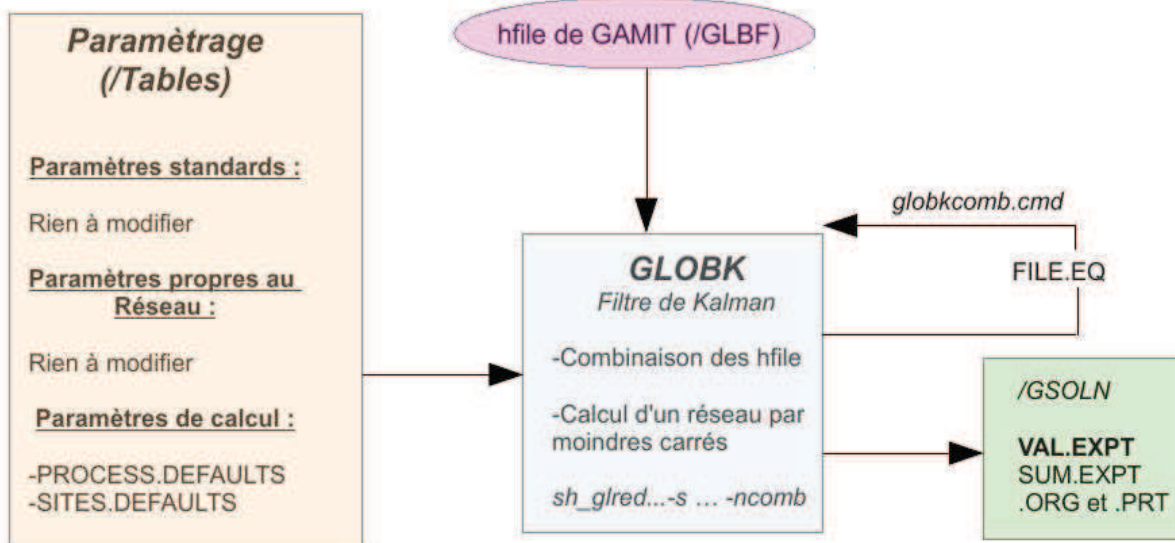 Paramètrage
(/Tables)
Paramètres standards :
Rien à modifier
Paramètres propres au
Réseau :
Rien à modifier
Paramètres de calcul :
-PROCESS.DEFAULTS
-SITES.DEFAULTS
hfile de GAMIT (/GLBF)
GLOBK
Filtre de Kalman
-Combinaison des hfile
-Calcul d'un réseau par
moindres carrés
sh_glred...-s ... -ncomb
globkcomb.cmd
FILE.EQ
/GSOLN
VAL.EXPT
SUM.EXPT
.ORG et .PRT